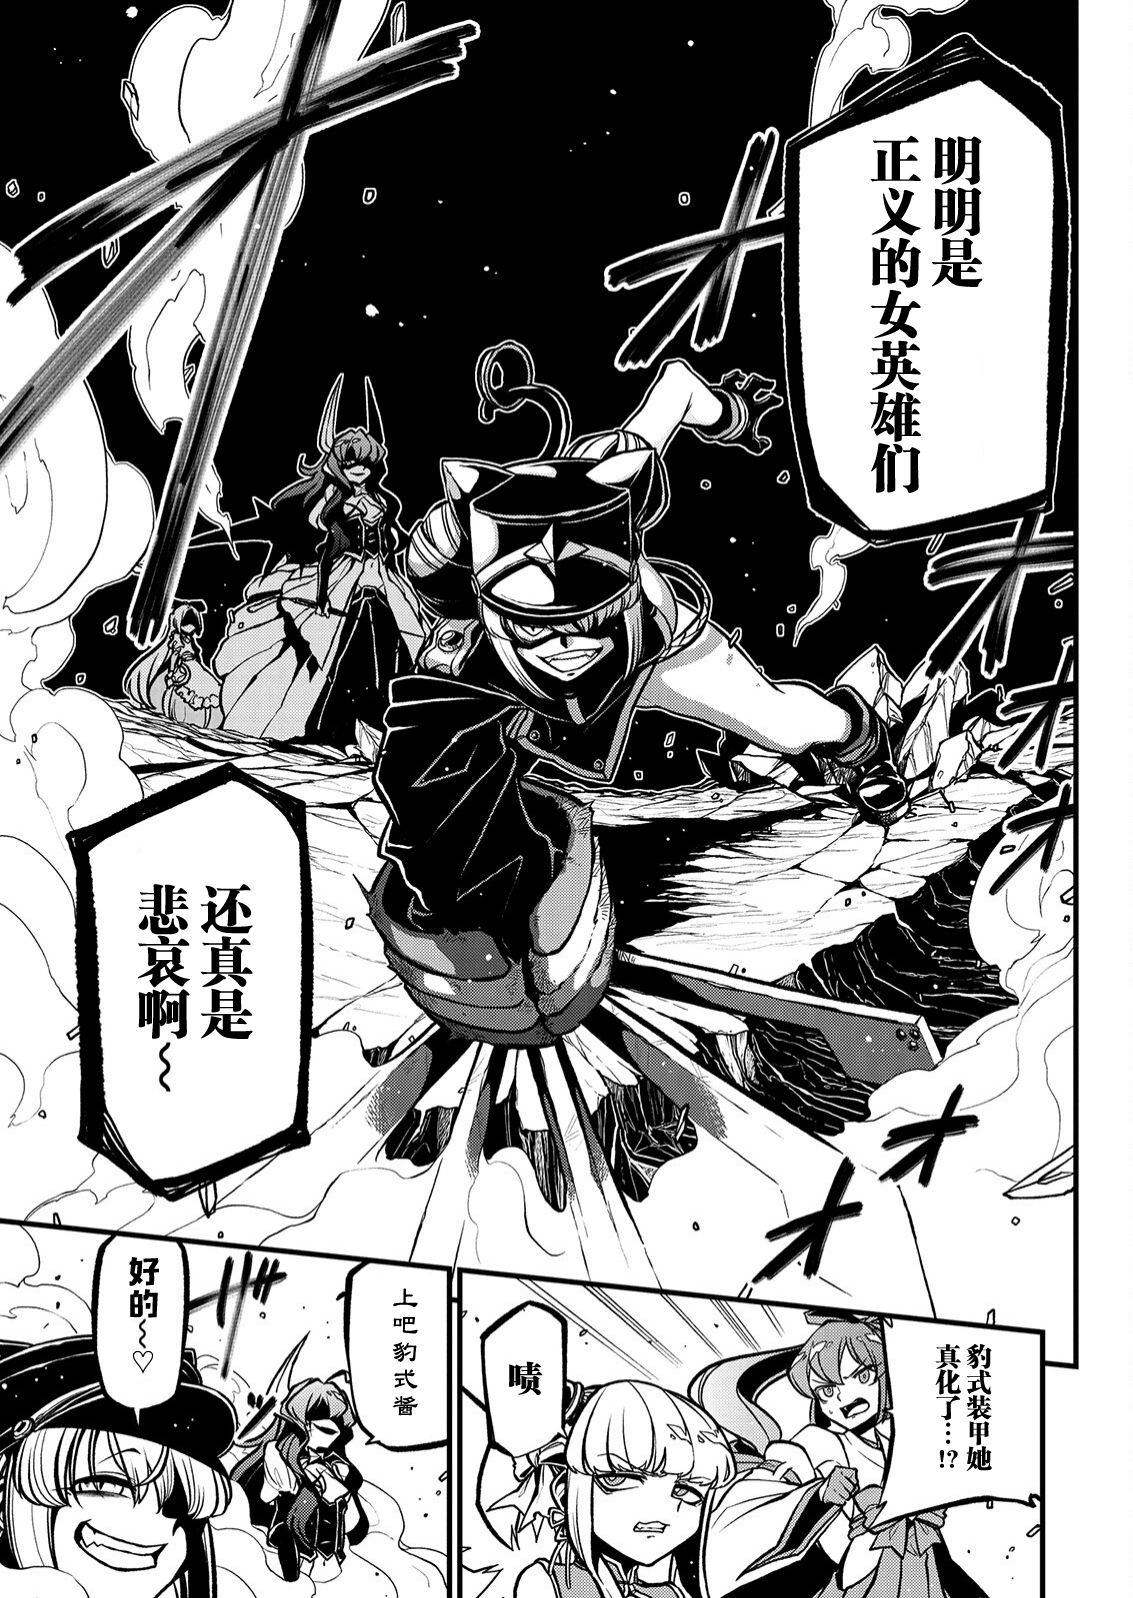 明明是
正义的女英雄们
还真是
悲哀啊～
豹式装甲她
真化了……!?
啧
上吧豹式酱
好的～♡